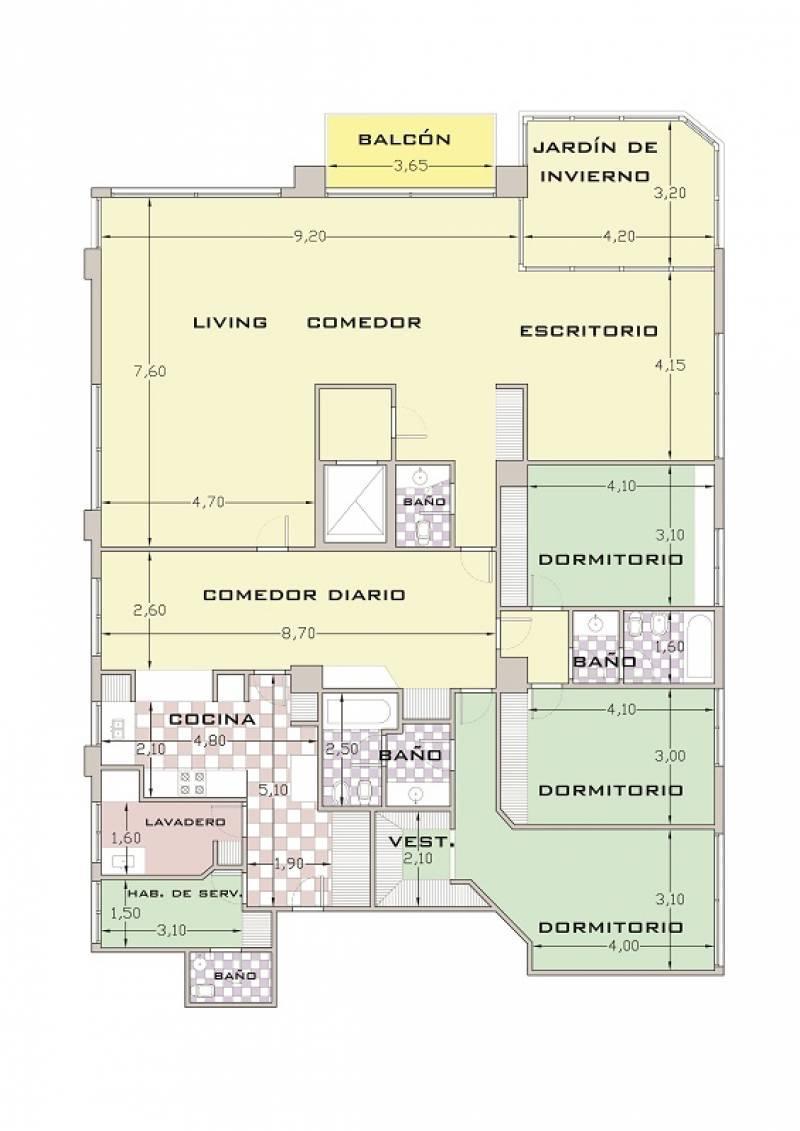 BALCÓN
3,65
JARDÍN DE
INVIERNO
3,20
4,20
9,20
LIVING COMEDOR
ESCRITORIO
7,60
4,15
4,70
BAÑO
4,10
3,10
DORMITORIO
COMEDOR DIARIO
2,60
8,70
1,60
BAÑO
COCINA
4,80
2,10
2,50
BAÑO
4,10
3,00
DORMITORIO
5,10
LAVADERO
1,60
VEST.
2,10
1,90
HAB. DE SERV.
1,50
3,10
3,10
DORMITORIO
4,00
BAÑO